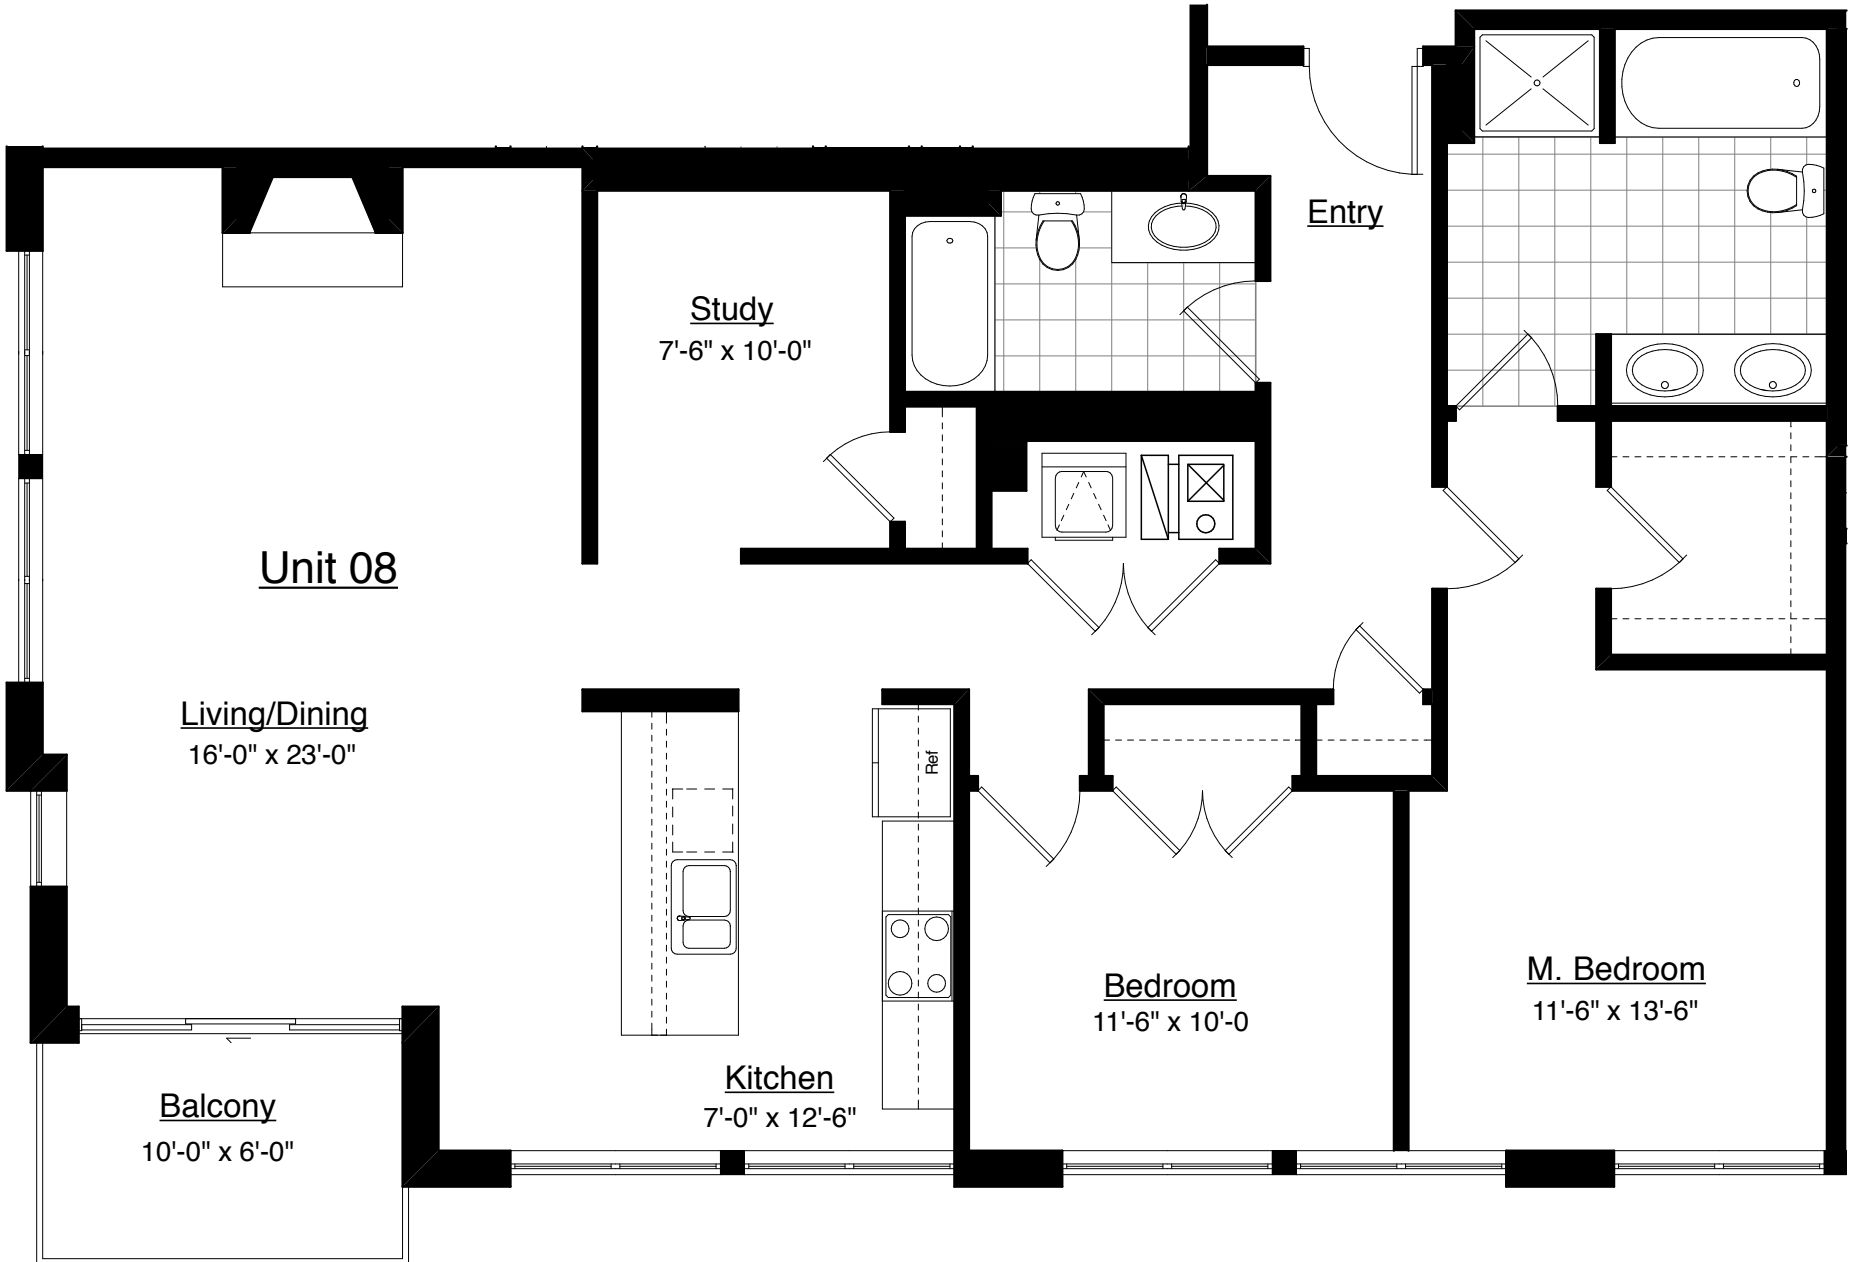 Entry
Study
7'-6" x 10'-0"
Unit 08
Living/Dining
16'-0" x 23'-0"
Ref
M. Bedroom
11'-6" x 13'-6"
Bedroom
11'-6" x 10'-0
Kitchen
7'-0" x 12'-6"
Balcony
10'-0" x 6'-0"